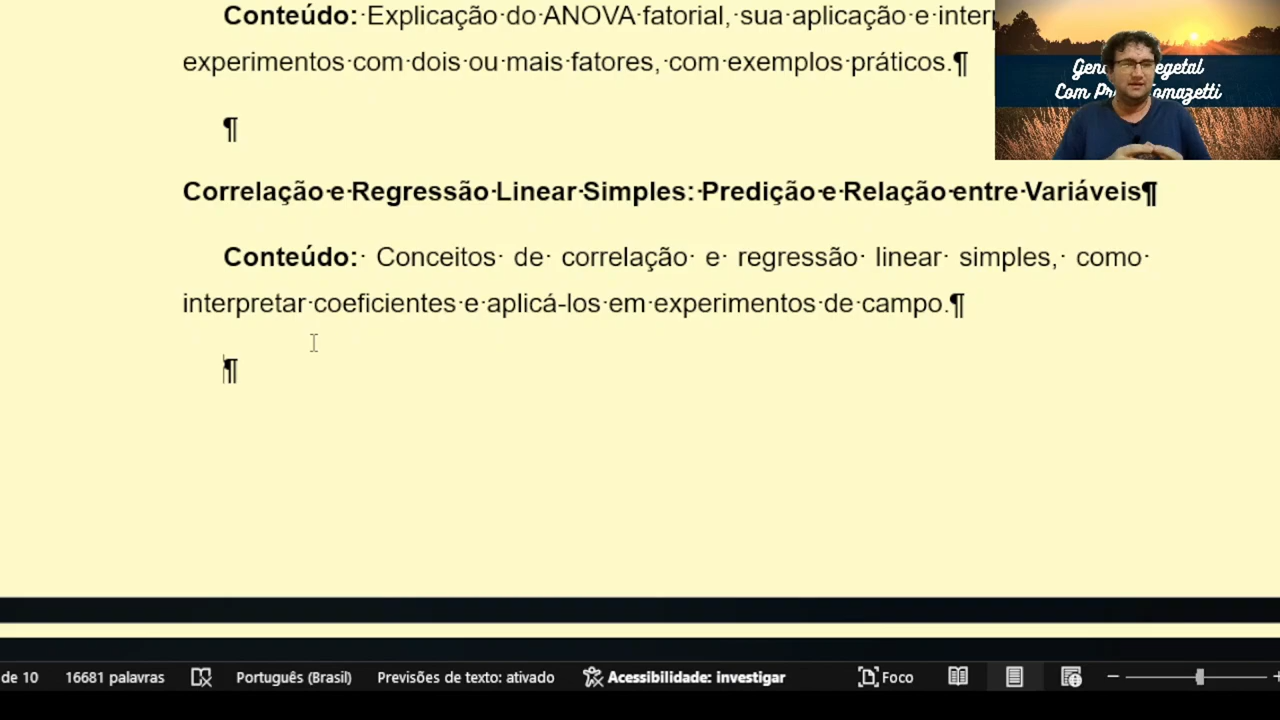 Conteúdo: Explicação do ANOVA fatorial, sua aplicação e
experimentos com dois ou mais fatores, com exemplos práticos.¶
¶
Correlação e Regressão Linear Simples: Predição e Relação entre Variáveis¶
Conteúdo: Conceitos de correlação e regressão linear simples, como
interpretar coeficientes e aplicá-los em experimentos de campo.¶
¶
Com
de 10 16681 palavras Português (Brasil) Previsões de texto: ativado Acessibilidade: investigar Foco